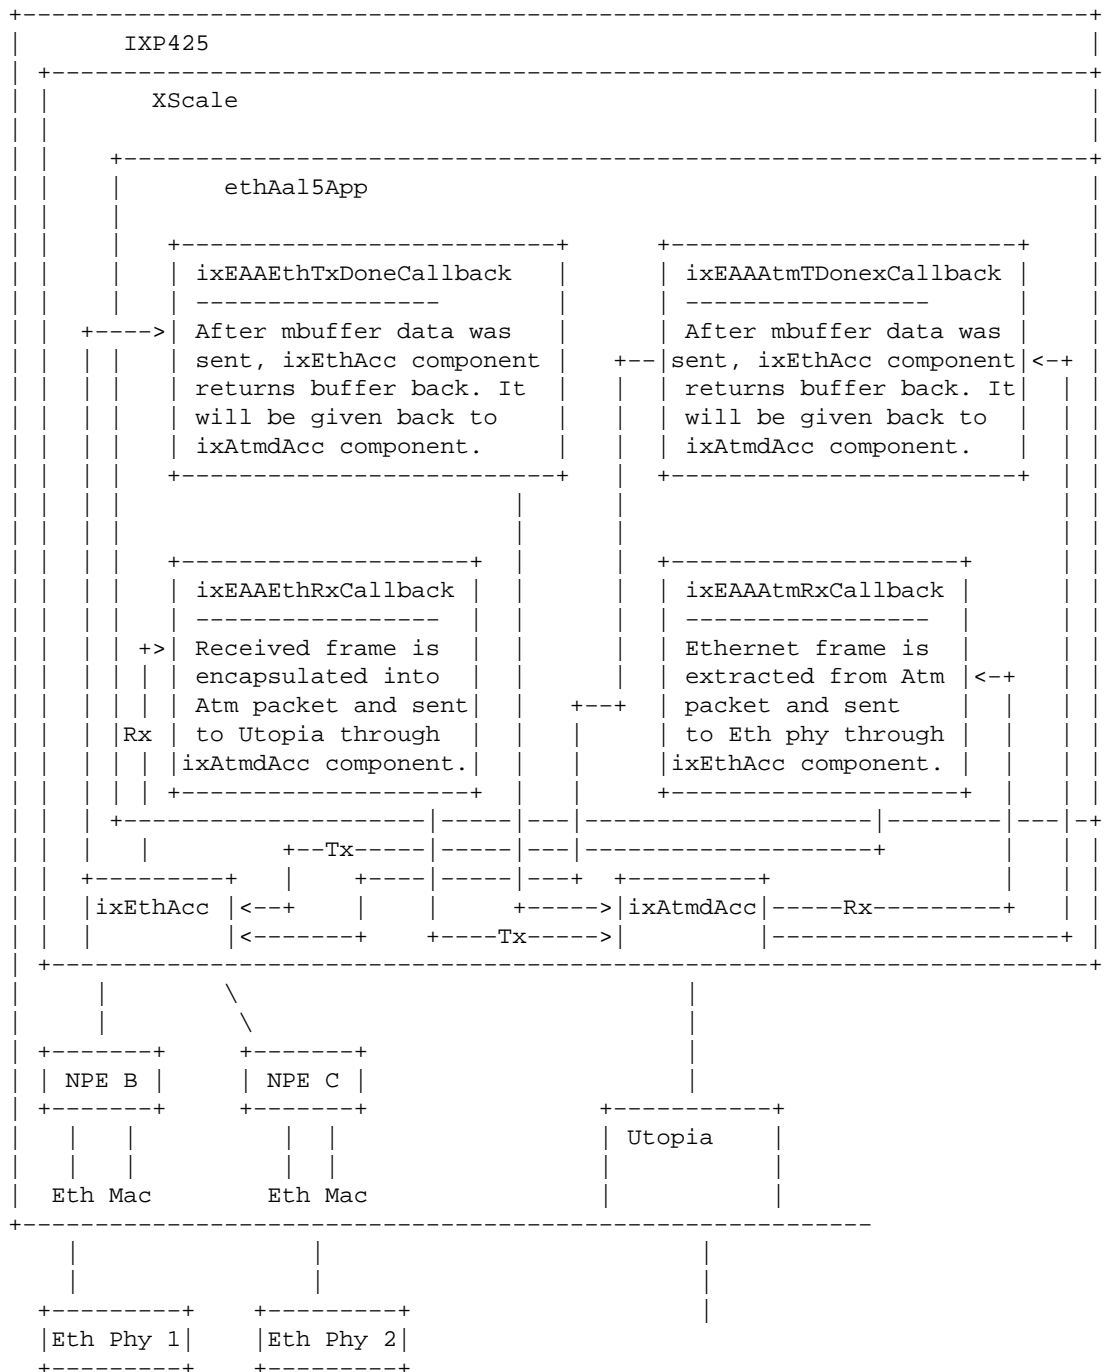 IXP425
XScale
ethAal5App
ixEAAEthTxDoneCallback
-----------------
After mbuffer data was
sent, ixEthAcc component
returns buffer back. It
will be given back to
ixAtmdAcc component.
ixEAAAtmTDonexCallback
-----------------
After mbuffer data was
sent, ixEthAcc component
returns buffer back. It
will be given back to
ixAtmdAcc component.
ixEAAEthRxCallback
-----------------
Received frame is
encapsulated into
Atm packet and sent
to Utopia through
ixAtmdAcc component.
Rx
ixEAAAtmRxCallback
-----------------
Ethernet frame is
extracted from Atm
packet and sent
to Eth phy through
ixEthAcc component.
Tx
ixEthAcc
ixAtmdAcc
Rx
Tx
NPE B
NPE C
Utopia
Eth Mac
Eth Mac
Eth Phy 1
Eth Phy 2